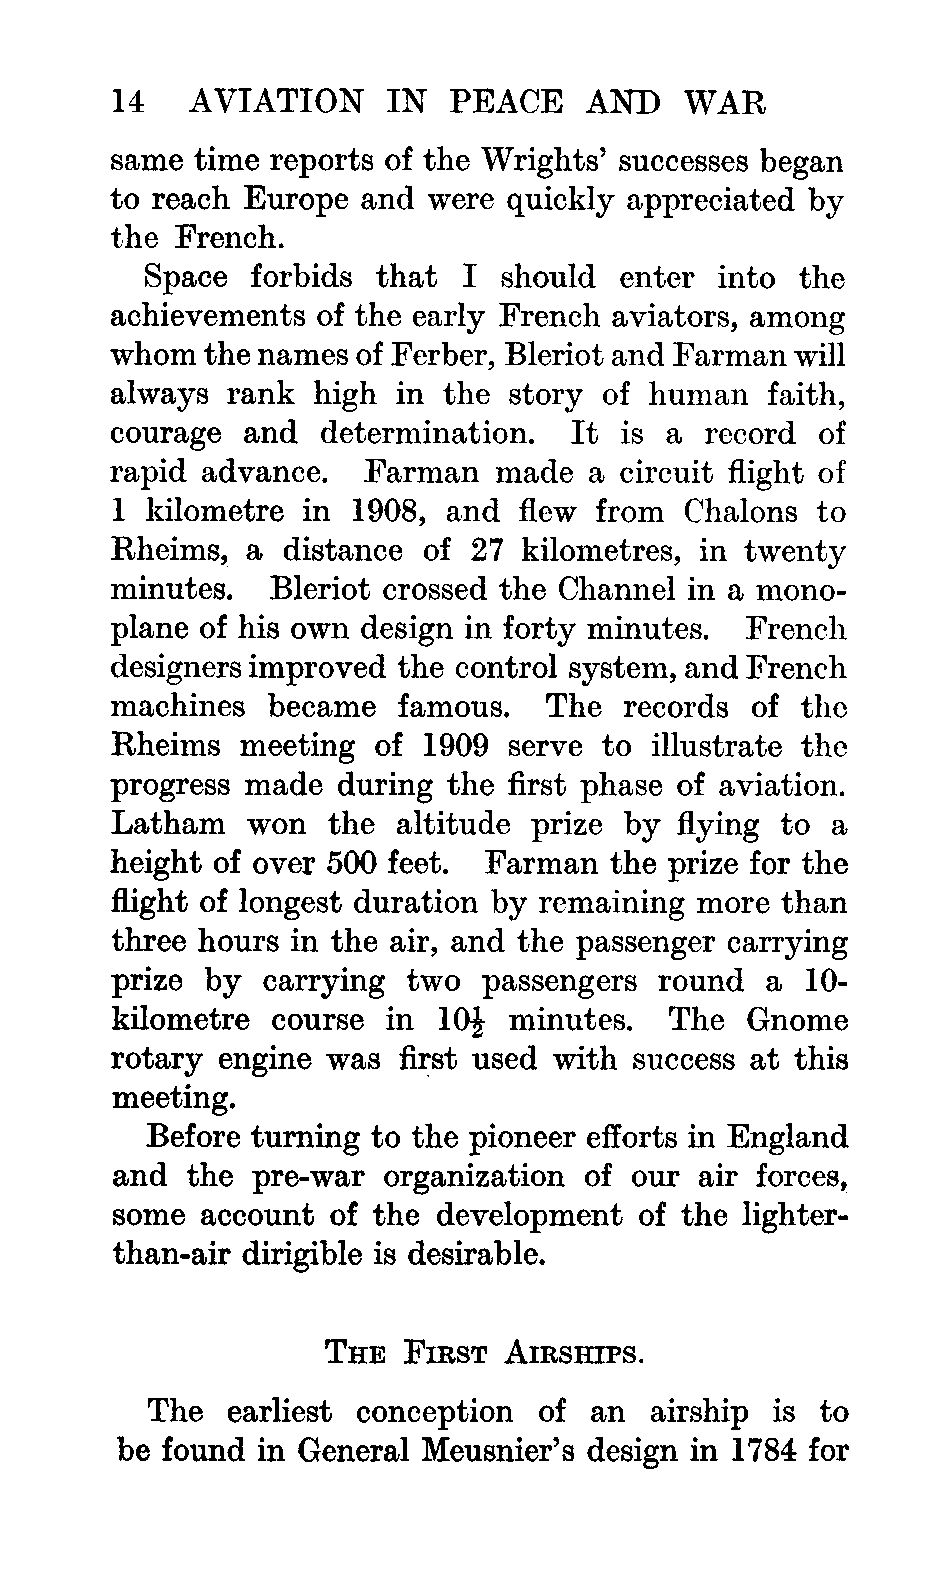 14 AVIATION IN PEACE AND WAR
same time reports of the Wrights' successes began
to reach Europe and were quickly appreciated by
the French.
Space forbids that I should enter into the
achievements of the early French aviators, among
whom the names of Ferber, Bleriot and Farman will
always rank high in the story of human faith,
courage and determination. It is a record of
rapid advance. Farman made a circuit flight of
1 kilometre in 1908, and flew from Chalons to
Rheims, a distance of 27 kilometres, in twenty
minutes. Bleriot crossed the Channel in a mono-
plane of his own design in forty minutes. French
designers improved the control system, and French
machines became famous. The records of the
Rheims meeting of 1909 serve to illustrate the
progress made during the first phase of aviation.
Latham won the altitude prize by flying to a
height of over 500 feet. Farman the prize for the
flight of longest duration by remaining more than
three hours in the air, and the passenger carrying
prize by carrying two passengers round a 10-
kilometre course in 10½ minutes. The Gnome
rotary engine was first used with success at this
meeting.
Before turning to the pioneer efforts in England
and the pre-war organization of our air forces,
some account of the development of the lighter-
than-air dirigible is desirable.
THE FIRST AIRSHIPS.
The earliest conception of an airship is to
be found in General Meusnier's design in 1784 for